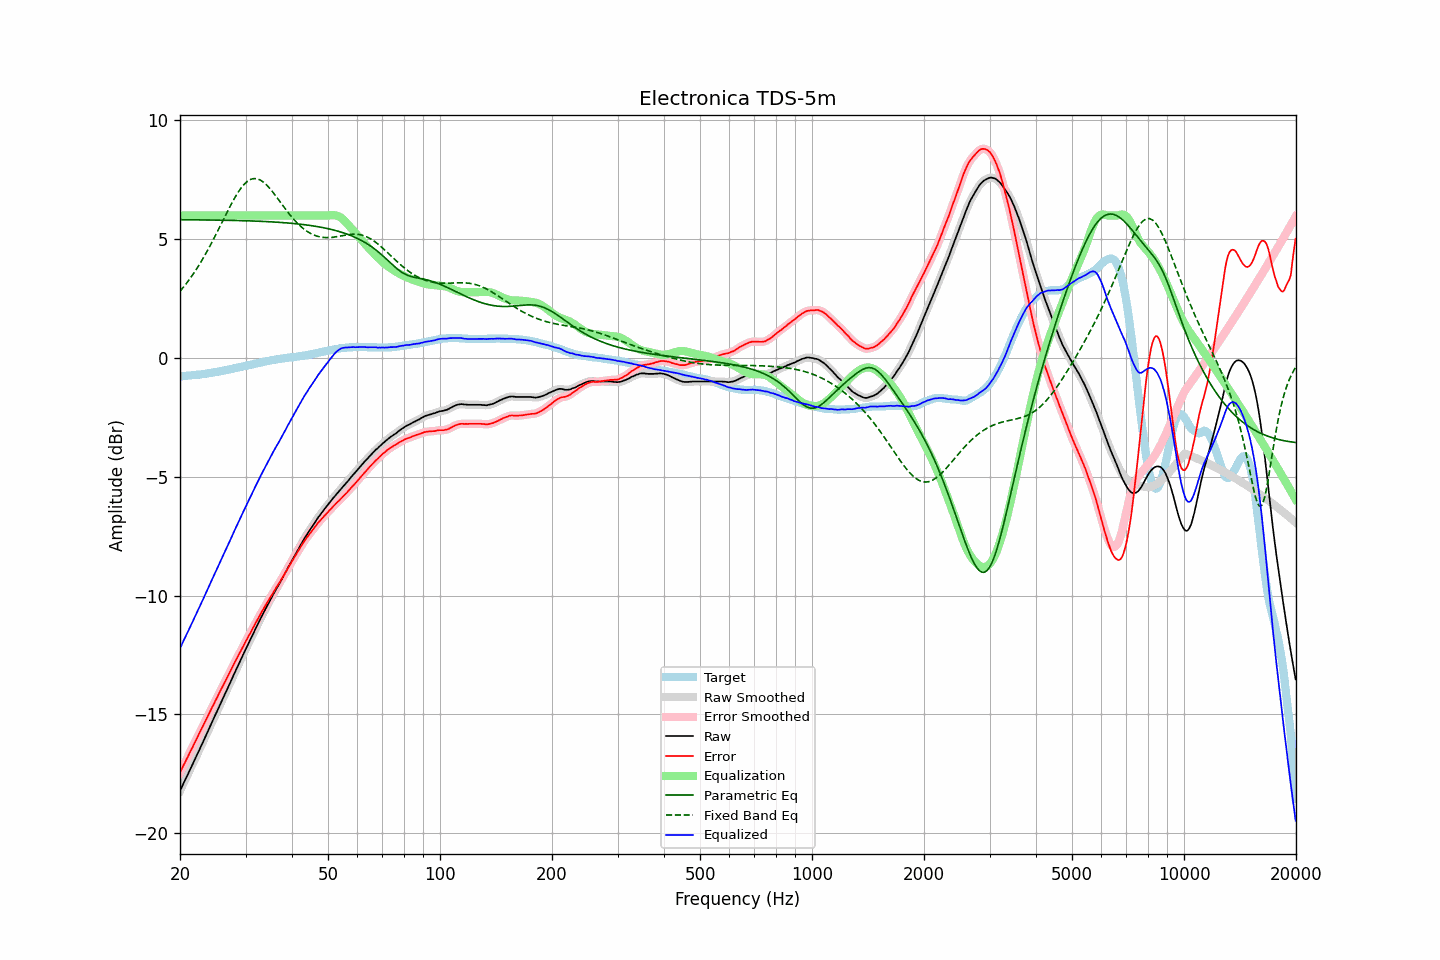 Electronica TDS-5m
10
5
0
−5
−10
−15
−20
Amplitude (dBr)
Target
Raw Smoothed
Error Smoothed
Raw
Error
Equalization
Parametric Eq
Fixed Band Eq
Equalized
20 50 100 200 500 1000 2000 5000 10000 20000
Frequency (Hz)